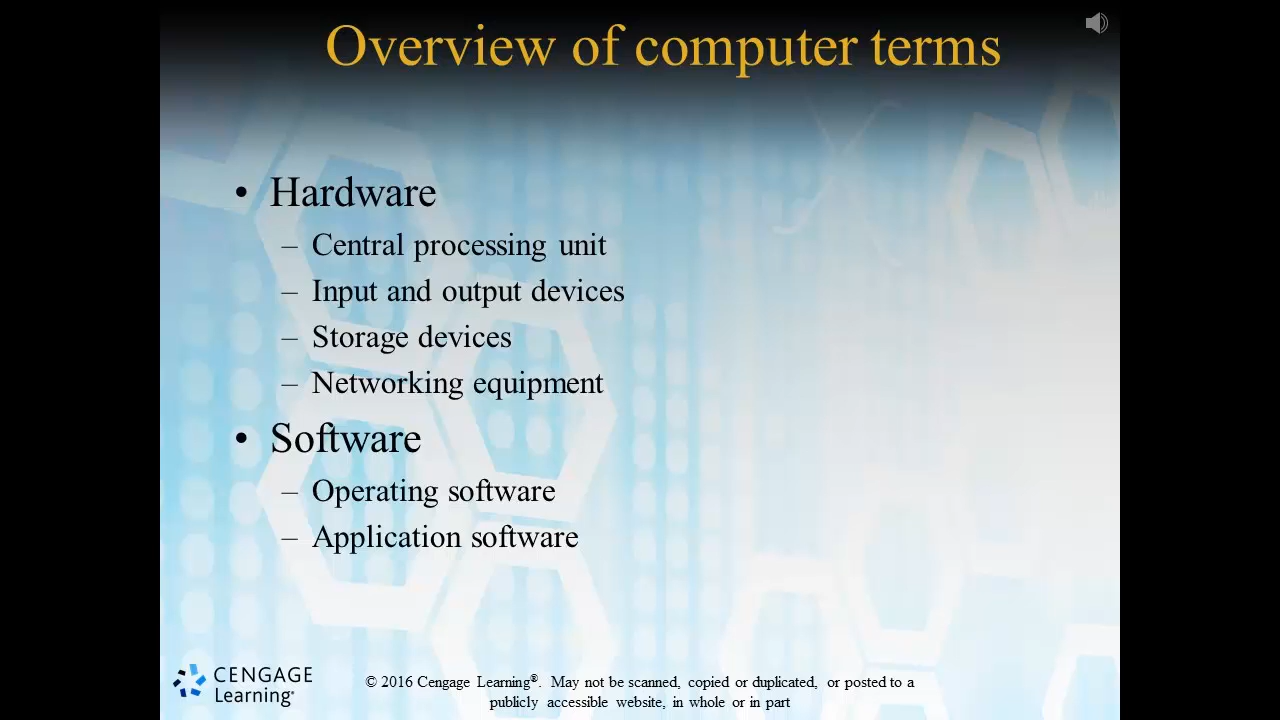 Overview of computer terms
• Hardware
– Central processing unit
– Input and output devices
– Storage devices
– Networking equipment
• Software
– Operating software
– Application software
CENGAGE
Learning®
© 2016 Cengage Learning®. May not be scanned, copied or duplicated, or posted to a
publicly accessible website, in whole or in part